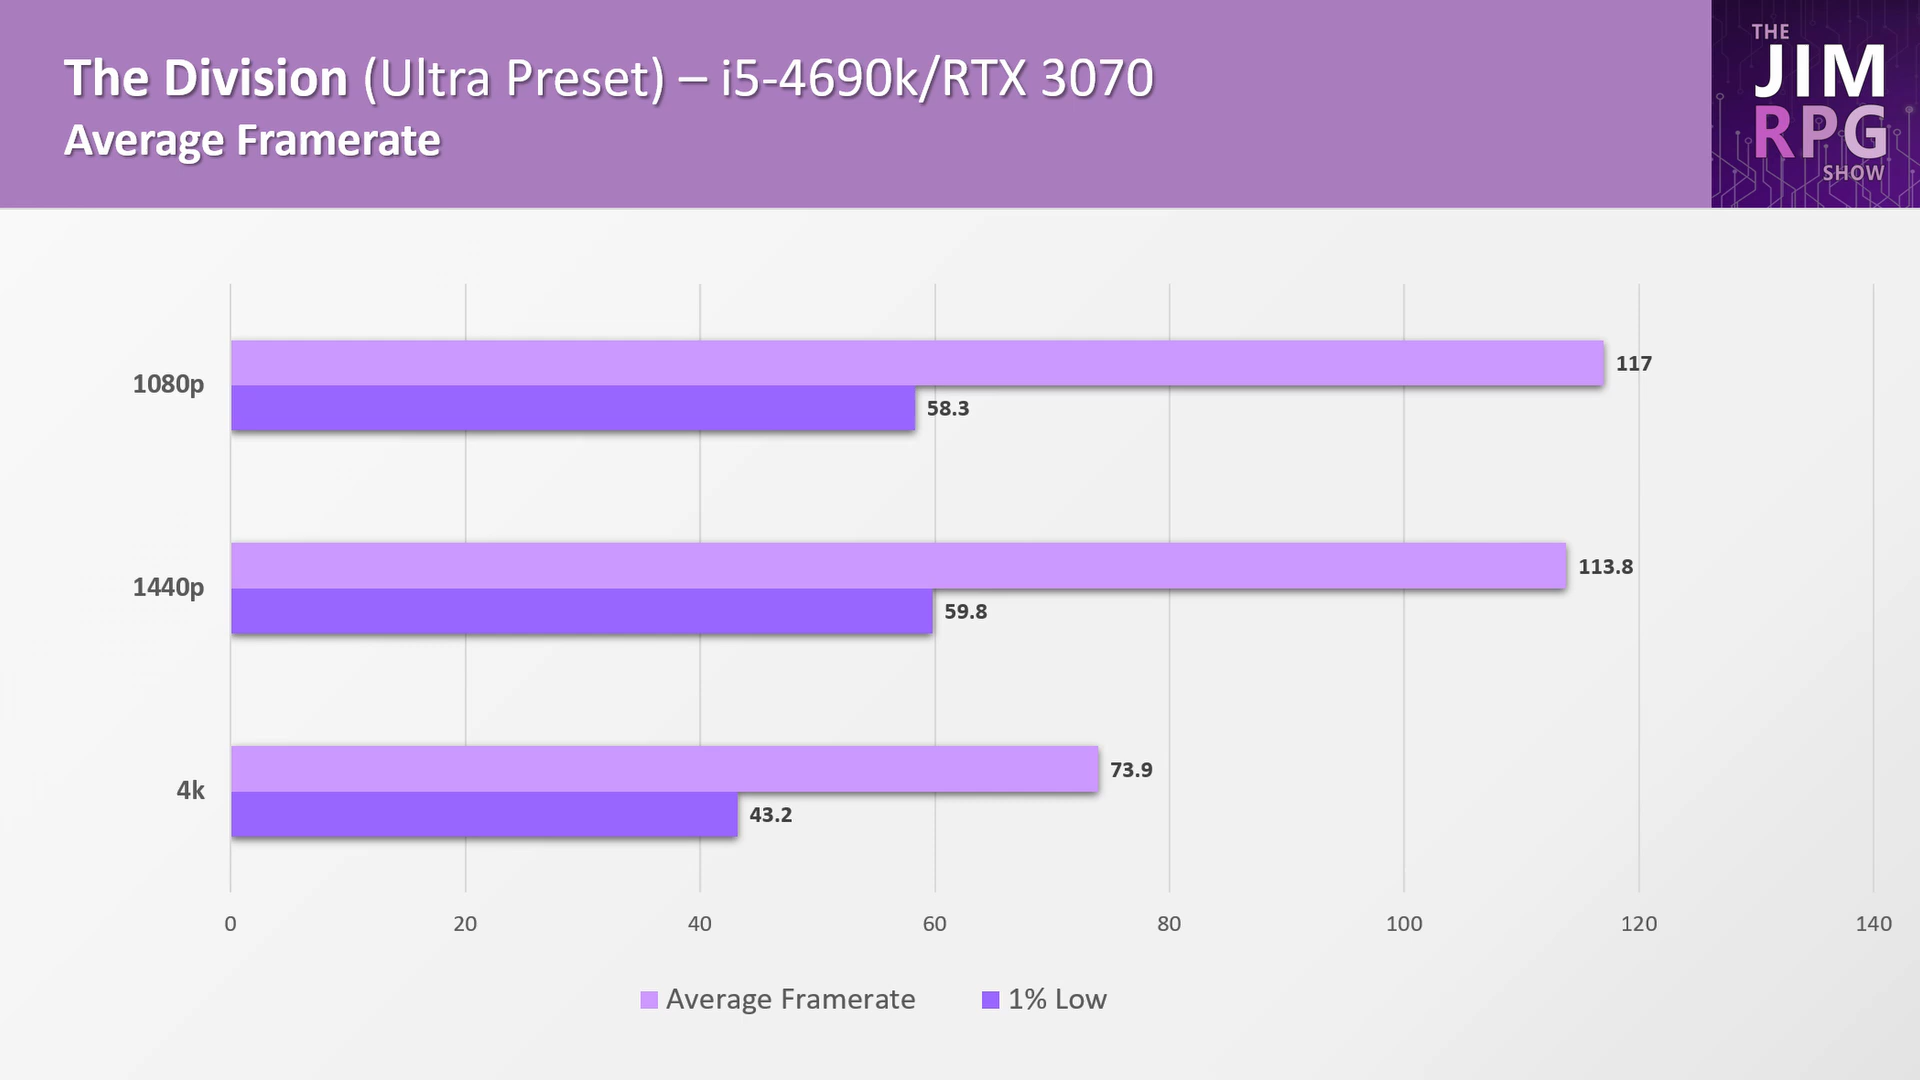 The Division (Ultra Preset) – i5-4690k/RTX 3070
Average Framerate
THE
JIM
RPG
SHOW
1080p
117
58.3
1440p
113.8
59.8
4k
73.9
43.2
0 20 40 60 80 100 120 140
Average Framerate 1% Low